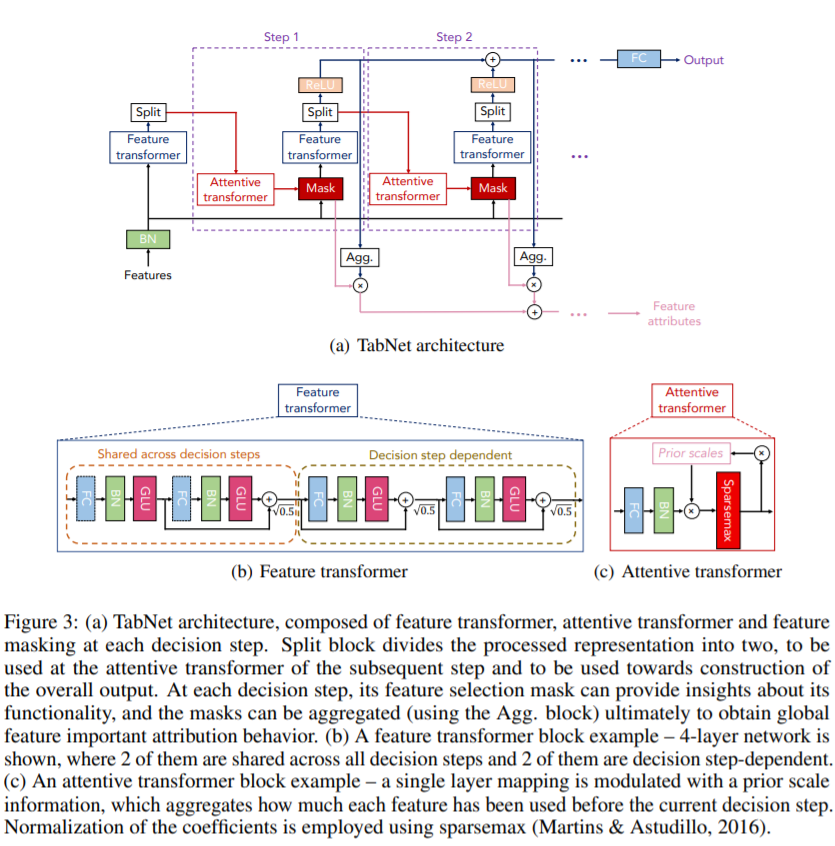 Step 1
Step 2
FC
Output
ReLU
ReLU
Split
Split
Split
Feature
transformer
Feature
transformer
Feature
transformer
Attentive
transformer
Mask
Attentive
transformer
Mask
BN
Features
Agg.
Agg.
Feature
attributes
(a) TabNet architecture
Feature
transformer
Attentive
transformer
Shared across decision steps
Decision step dependent
FC
BN
GLU
FC
BN
GLU
√0.5
FC
BN
GLU
√0.5
FC
BN
GLU
√0.5
Prior scales
FC
BN
Sparsemax
(b) Feature transformer
(c) Attentive transformer
Figure 3: (a) TabNet architecture, composed of feature transformer, attentive transformer and feature
masking at each decision step. Split block divides the processed representation into two, to be
used at the attentive transformer of the subsequent step and to be used towards construction of
the overall output. At each decision step, its feature selection mask can provide insights about its
functionality, and the masks can be aggregated (using the Agg. block) ultimately to obtain global
feature important attribution behavior. (b) A feature transformer block example – 4-layer network is
shown, where 2 of them are shared across all decision steps and 2 of them are decision step-dependent.
(c) An attentive transformer block example – a single layer mapping is modulated with a prior scale
information, which aggregates how much each feature has been used before the current decision step.
Normalization of the coefficients is employed using sparsemax (Martins & Astudillo, 2016).